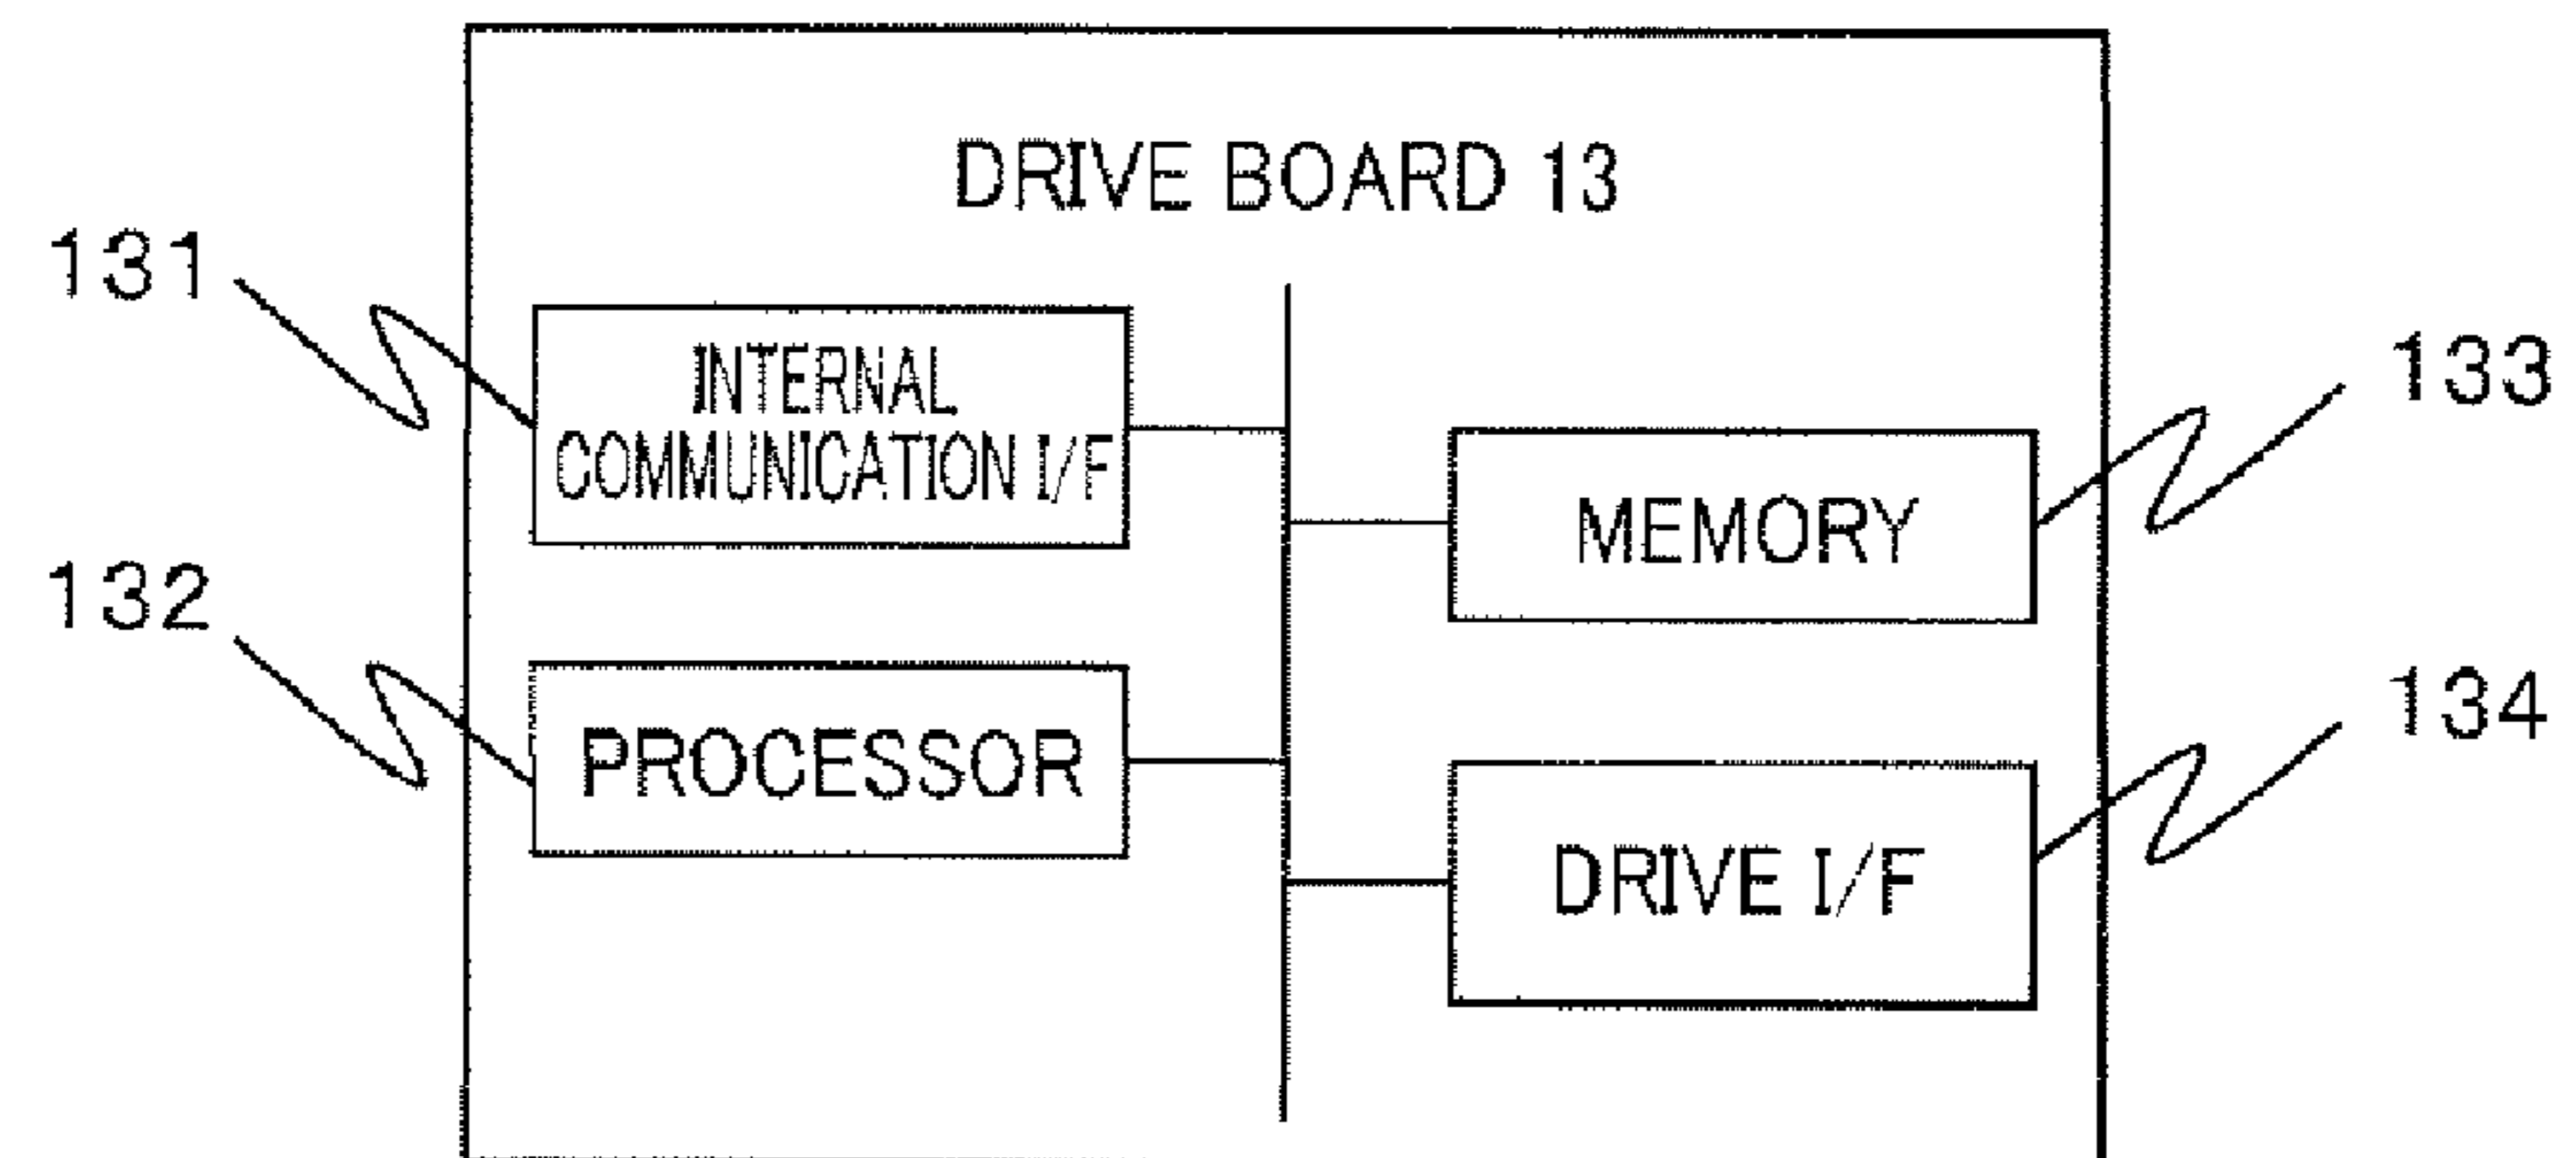 DRIVE BOARD 13
131
INTERNAL
COMMUNICATION I/F
133
MEMORY
132
PROCESSOR
134
DRIVE I/F